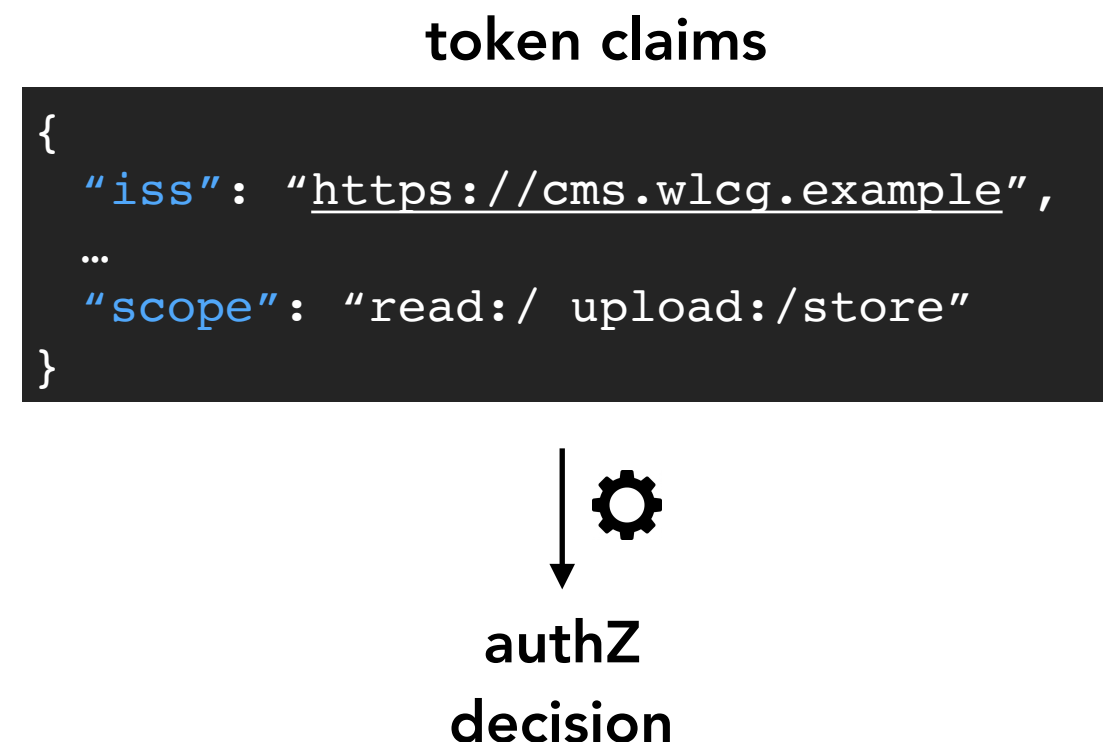 token claims
{
“iss”: “https://cms.wlcg.example”,
…
“scope”: “read:/ upload:/store”
}
authZ
decision